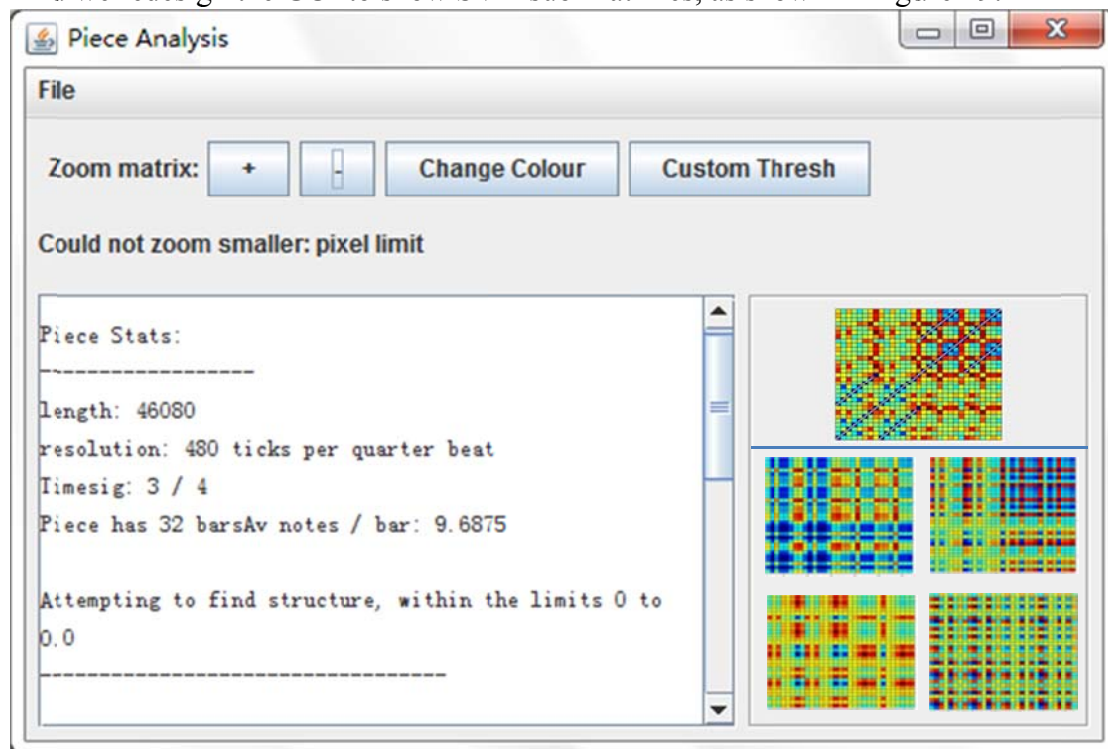 Piece Analysis
File
Zoom matrix: + - Change Colour Custom Thresh
Could not zoom smaller: pixel limit
Piece Stats:
-----------------
length: 46080
resolution: 480 ticks per quarter beat
Timesig: 3 / 4
Piece has 32 barsAv notes / bar: 9.6875
Attempting to find structure, within the limits 0 to
0.0
---------------------------------